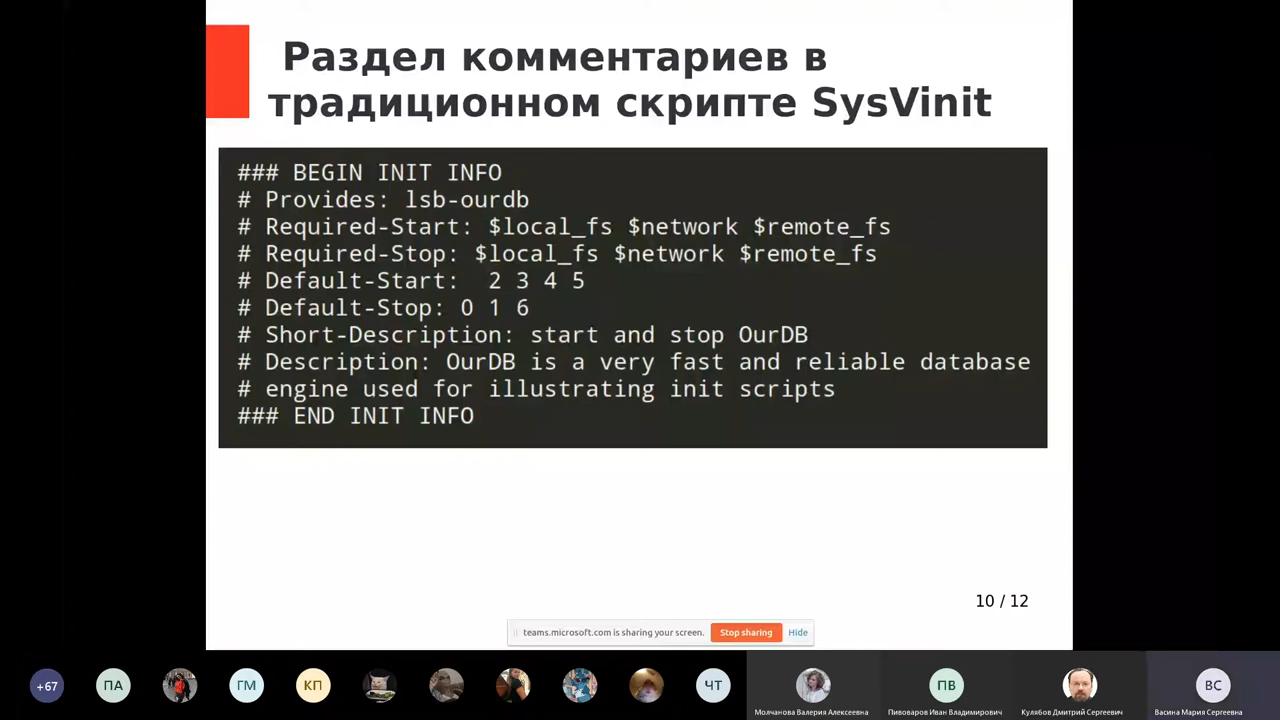 Раздел комментариев в
традиционном скрипте SysVinit
### BEGIN INIT INFO
# Provides: lsb-ourdb
# Required-Start: $local_fs $network $remote_fs
# Required-Stop: $local_fs $network $remote_fs
# Default-Start:  2 3 4 5
# Default-Stop: 0 1 6
# Short-Description: start and stop OurDB
# Description: OurDB is a very fast and reliable database
# engine used for illustrating init scripts
### END INIT INFO
10 / 12
teams.microsoft.com is sharing your screen. Stop sharing Hide
+67 ПА ГМ КП ЧТ ПВ ВС
Молчанова Валерия Алексеевна Пивоваров Иван Владимирович Кулябов Дмитрий Сергеевич Васина Мария Сергеевна